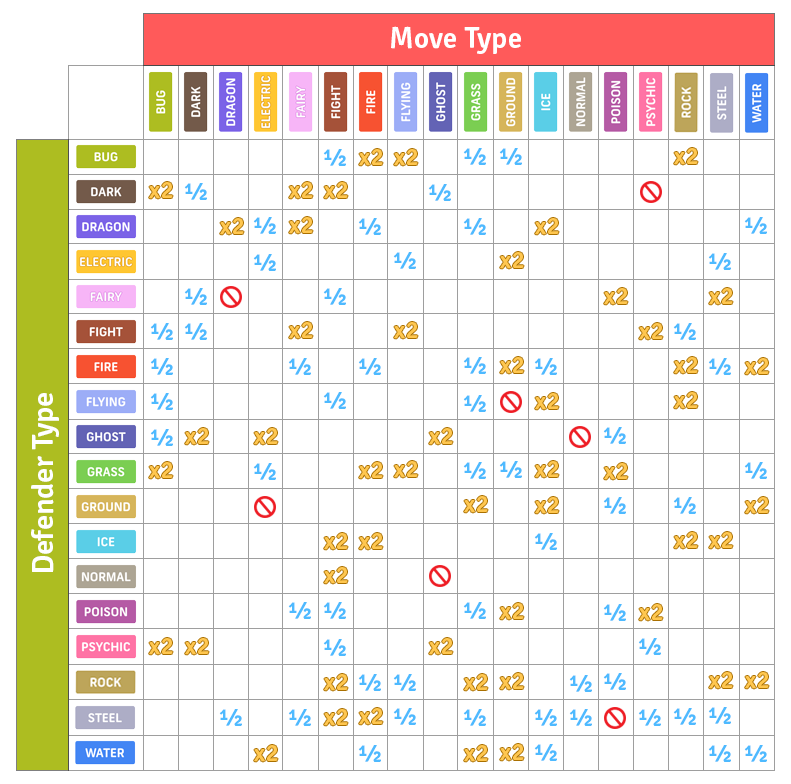 Move Type
BUG DARK DRAGON ELECTRIC FAIRY FIGHT FIRE FLYING GHOST GRASS GROUND ICE NORMAL POISON PSYCHIC ROCK STEEL WATER
Defender Type
BUG ½ x2 x2 ½ ½ x2
DARK x2 ½ x2 x2 ½
DRAGON x2 ½ x2 ½ ½ x2 ½
ELECTRIC ½ ½ x2 ½
FAIRY ½ ½ x2 x2
FIGHT ½ ½ x2 x2 x2 ½
FIRE ½ ½ ½ ½ x2 ½ x2 ½ x2
FLYING ½ ½ ½ x2 x2
GHOST ½ x2 x2 x2 ½
GRASS x2 ½ x2 x2 ½ ½ x2 x2 ½
GROUND x2 x2 ½ ½ x2
ICE x2 x2 ½ x2 x2
NORMAL x2
POISON ½ ½ ½ x2 ½ x2
PSYCHIC x2 x2 ½ x2 ½
ROCK x2 ½ ½ x2 x2 ½ ½ x2 x2
STEEL ½ ½ x2 x2 ½ ½ ½ ½ ½ ½ ½
WATER x2 ½ x2 x2 ½ ½ ½